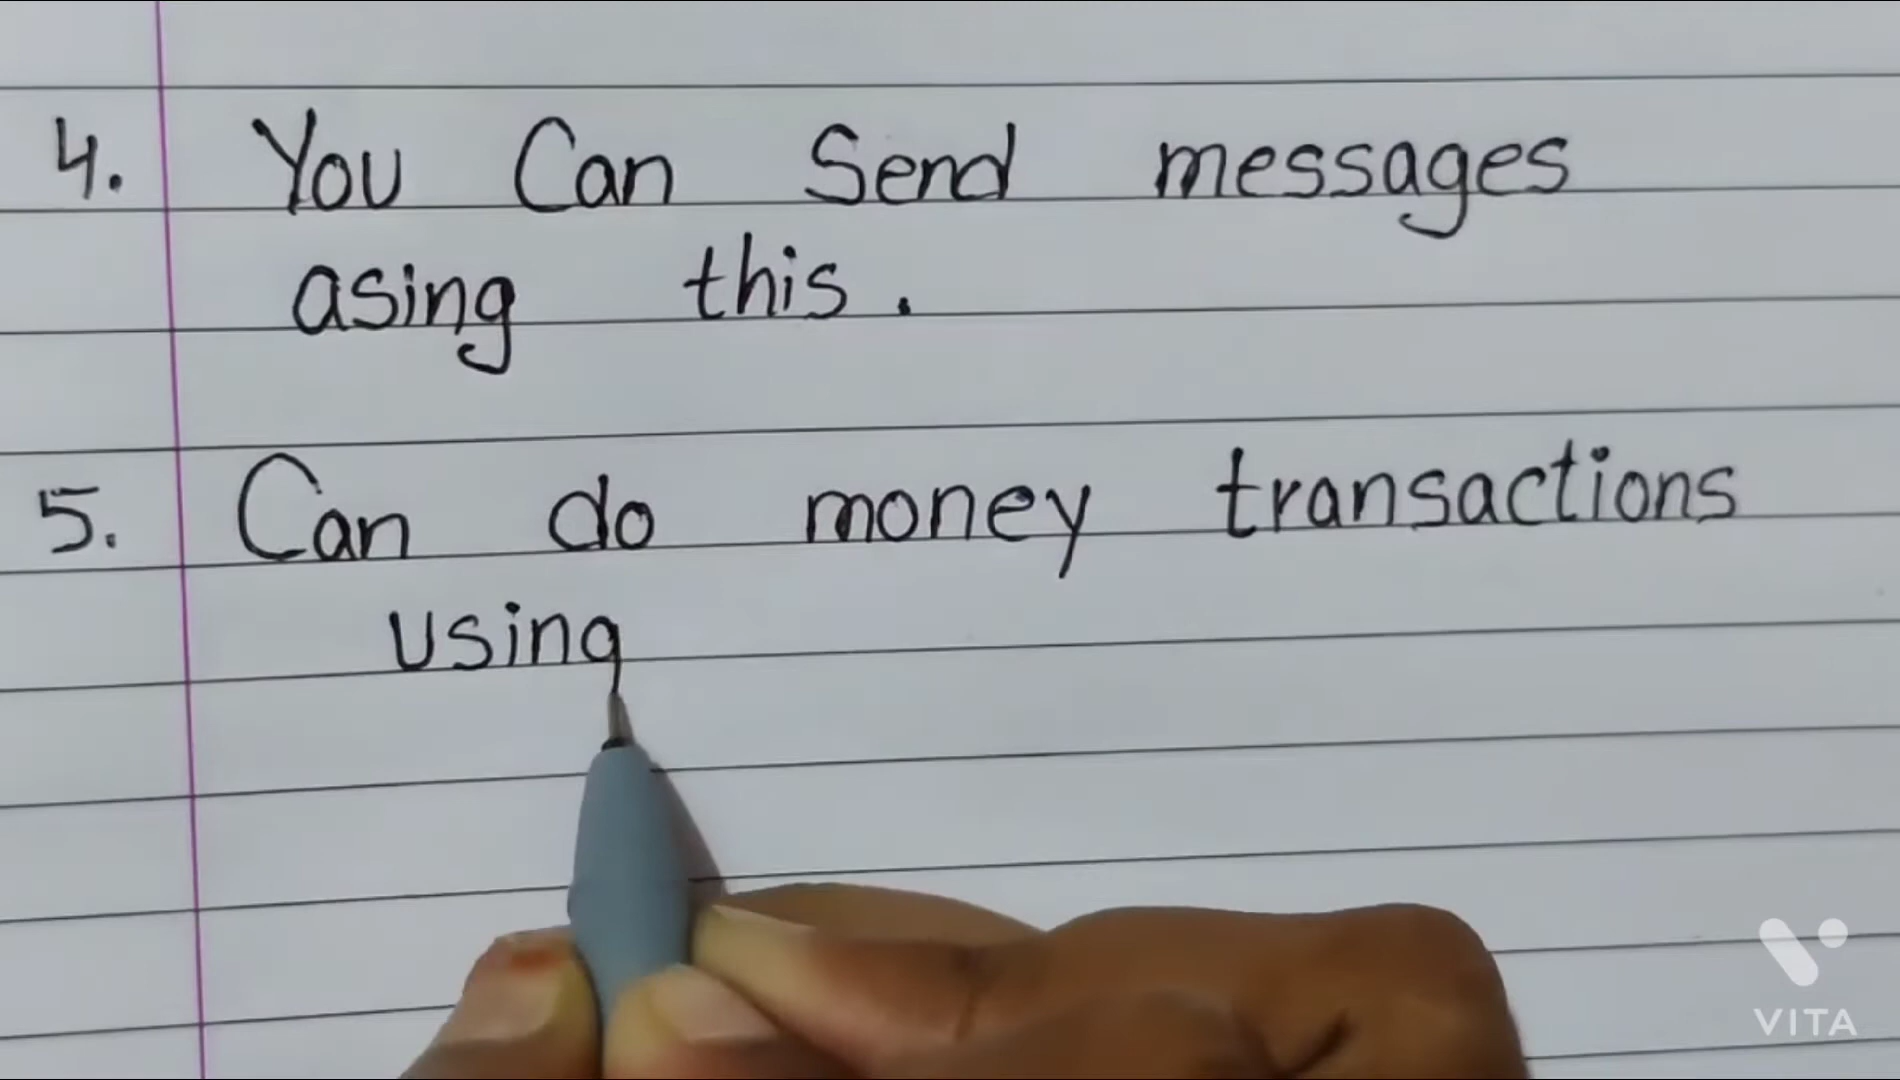 4. You Can Send messages
asing this.
5. Can do money transactions
using
VITA